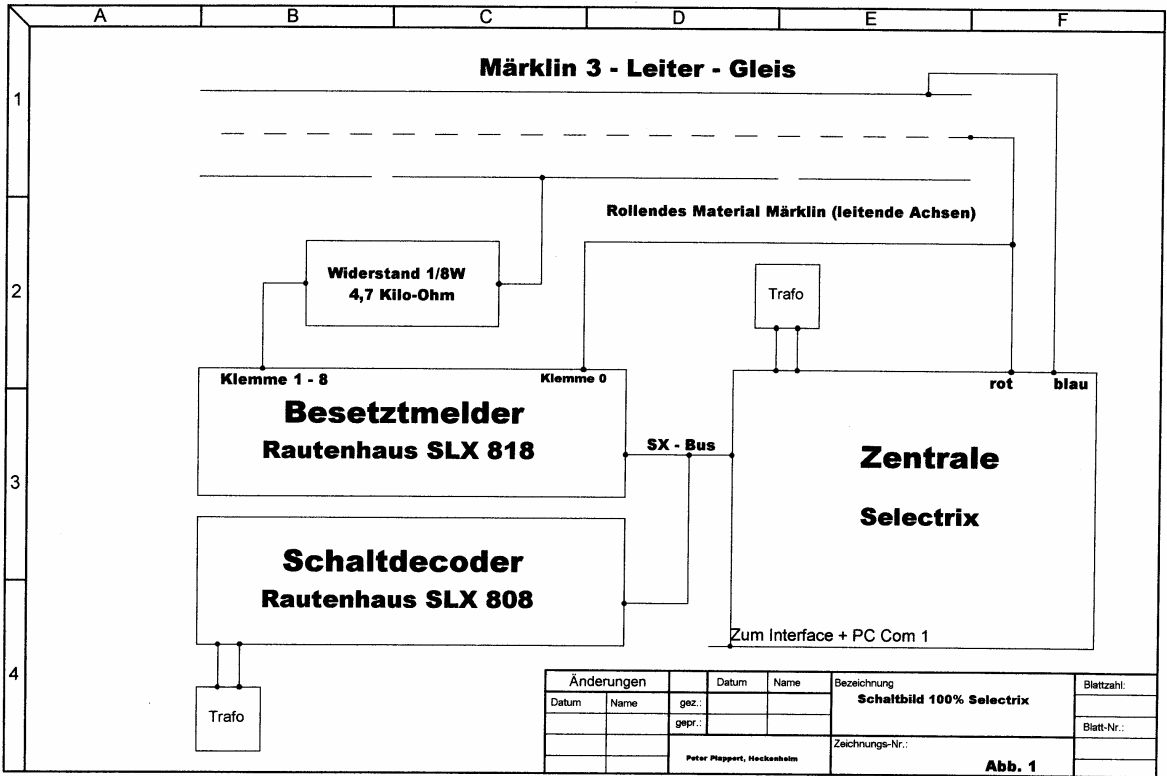 A B C D E F
1
2
3
4
Märklin 3 - Leiter - Gleis
Rollendes Material Märklin (leitende Achsen)
Widerstand 1/8W
4,7 Kilo-Ohm
Trafo
Klemme 1 - 8
Klemme 0
Besetztmelder
Rautenhaus SLX 818
SX - Bus
rot
blau
Zentrale
Selectrix
Schaltdecoder
Rautenhaus SLX 808
Zum Interface + PC Com 1
Trafo
Änderungen
Datum
Name
Datum
Name
gez.:
gepr.:
Peter Plappert, Hockenheim
Bezeichnung
Schaltbild 100% Selectrix
Zeichnungs-Nr.:
Abb. 1
Blattzahl:
Blatt-Nr.: